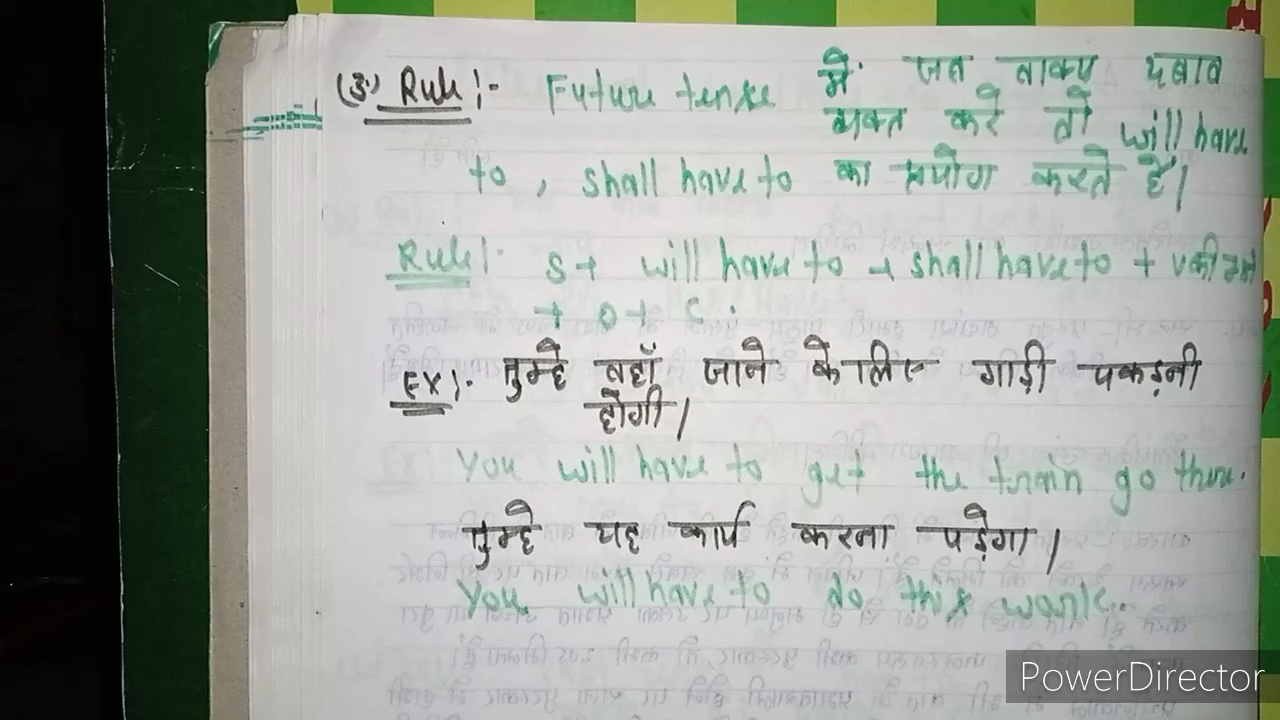 (3) Rule :- Future tense में जब वाक्य दबाव
व्यक्त करे तो will have
to , shall have to का प्रयोग करते हैं।
Rule :- S + will have to + shall have to + v की
+ o + c .
Ex :- तुम्हे वहाँ जाने के लिए गाड़ी पकड़नी
होगी।
You will have to get the train go there.
तुम्हे यह कार्य करना पड़ेगा।
You will have to do this work.
PowerDirector